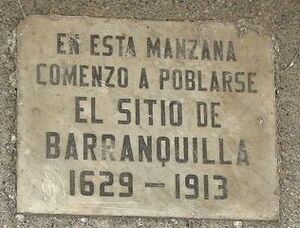 EN ESTA MANZANA
COMENZO A POBLARSE
EL SITIO DE
BARRANQUILLA
1629 - 1913